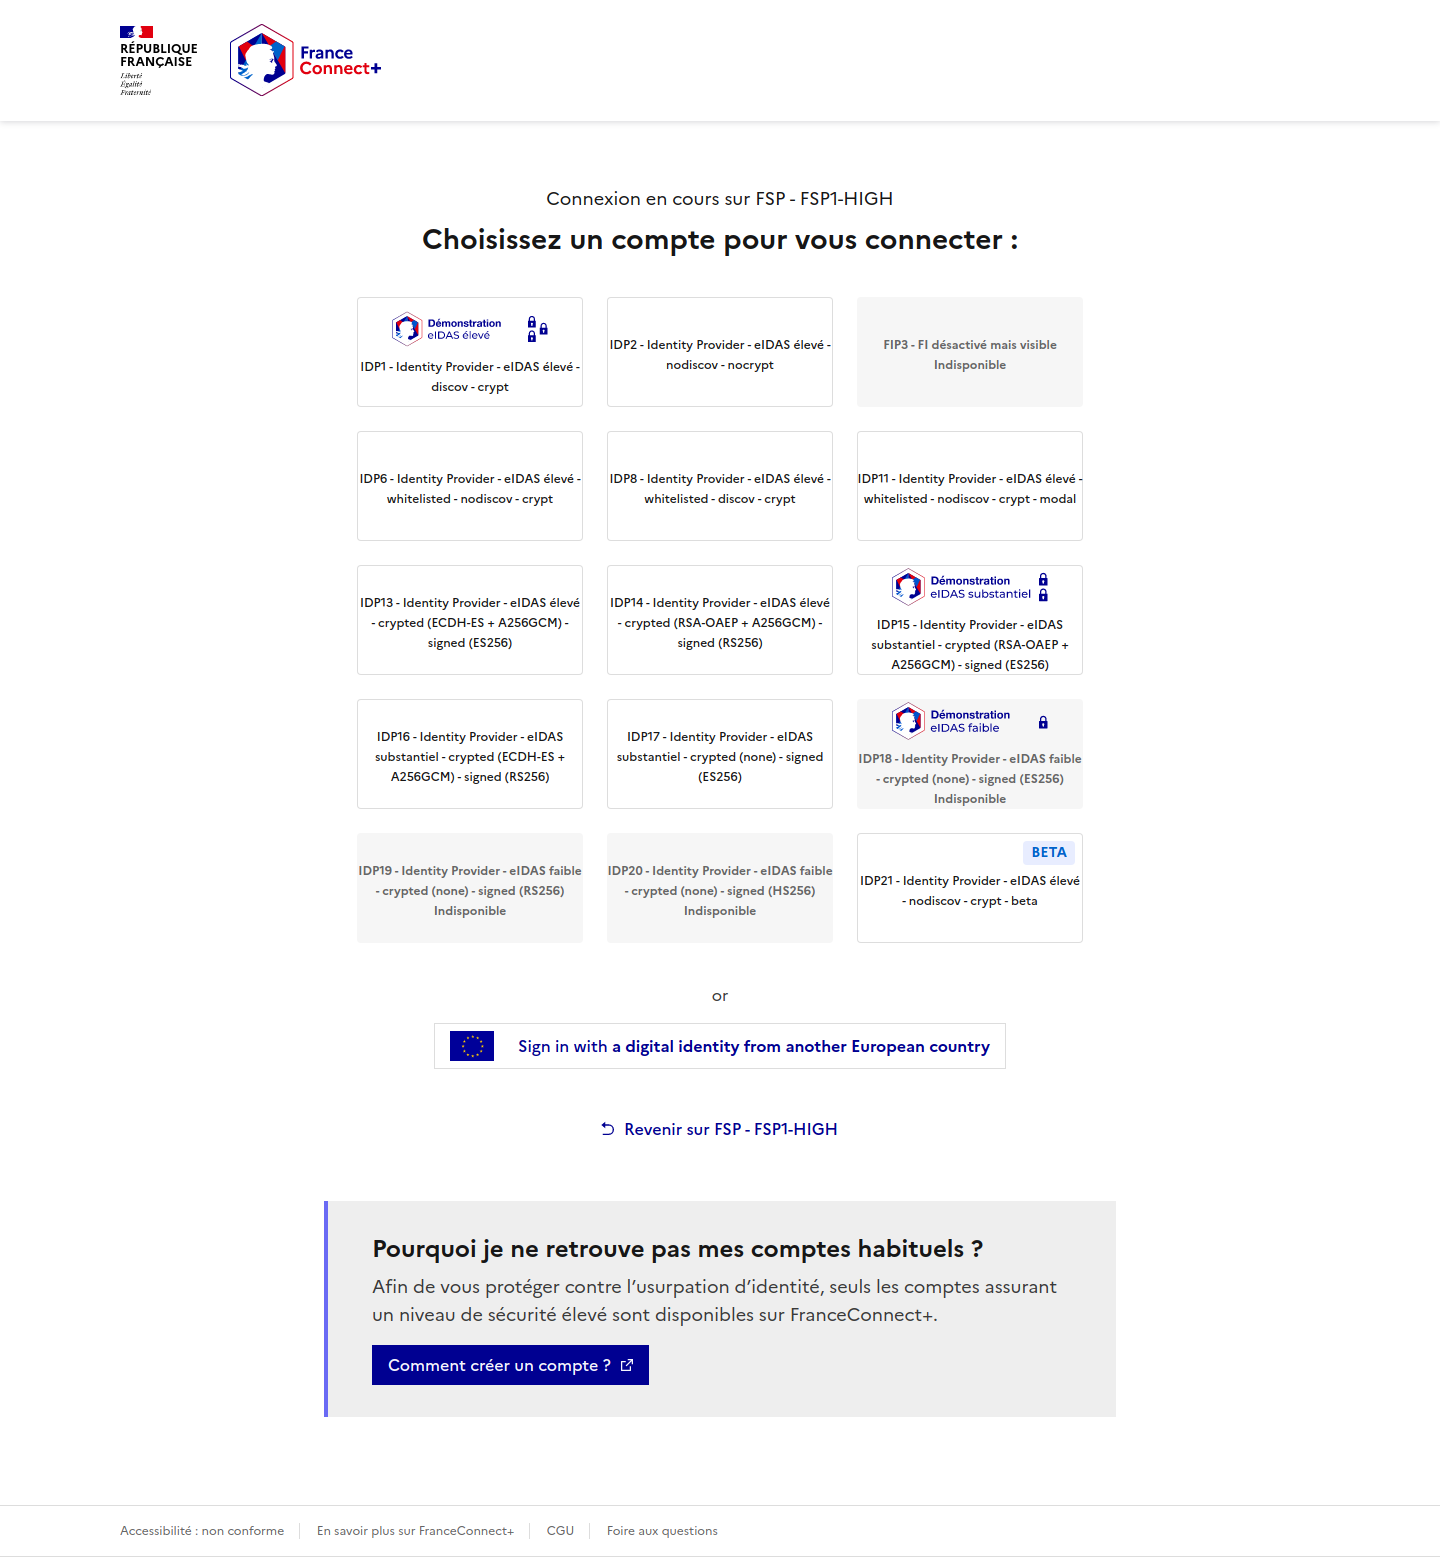 RÉPUBLIQUE
FRANÇAISE
Liberté
Égalité
Fraternité
France
Connect+
Connexion en cours sur FSP - FSP1-HIGH
Choisissez un compte pour vous connecter :
Démonstration
eIDAS élevé
IDP1 - Identity Provider - eIDAS élevé -
discov - crypt
IDP2 - Identity Provider - eIDAS élevé -
nodiscov - nocrypt
FIP3 - FI désactivé mais visible
Indisponible
IDP6 - Identity Provider - eIDAS élevé -
whitelisted - nodiscov - crypt
IDP8 - Identity Provider - eIDAS élevé -
whitelisted - discov - crypt
IDP11 - Identity Provider - eIDAS élevé -
whitelisted - nodiscov - crypt - modal
IDP13 - Identity Provider - eIDAS élevé
- crypted (ECDH-ES + A256GCM) -
signed (ES256)
IDP14 - Identity Provider - eIDAS élevé
- crypted (RSA-OAEP + A256GCM) -
signed (RS256)
Démonstration
eIDAS substantiel
IDP15 - Identity Provider - eIDAS
substantiel - crypted (RSA-OAEP +
A256GCM) - signed (ES256)
IDP16 - Identity Provider - eIDAS
substantiel - crypted (ECDH-ES +
A256GCM) - signed (RS256)
IDP17 - Identity Provider - eIDAS
substantiel - crypted (none) - signed
(ES256)
Démonstration
eIDAS faible
IDP18 - Identity Provider - eIDAS faible
- crypted (none) - signed (ES256)
Indisponible
IDP19 - Identity Provider - eIDAS faible
- crypted (none) - signed (RS256)
Indisponible
IDP20 - Identity Provider - eIDAS faible
- crypted (none) - signed (HS256)
Indisponible
BETA
IDP21 - Identity Provider - eIDAS élevé
- nodiscov - crypt - beta
or
Sign in with a digital identity from another European country
Revenir sur FSP - FSP1-HIGH
Pourquoi je ne retrouve pas mes comptes habituels ?
Afin de vous protéger contre l’usurpation d’identité, seuls les comptes assurant
un niveau de sécurité élevé sont disponibles sur FranceConnect+.
Comment créer un compte ?
Accessibilité : non conforme
En savoir plus sur FranceConnect+
CGU
Foire aux questions